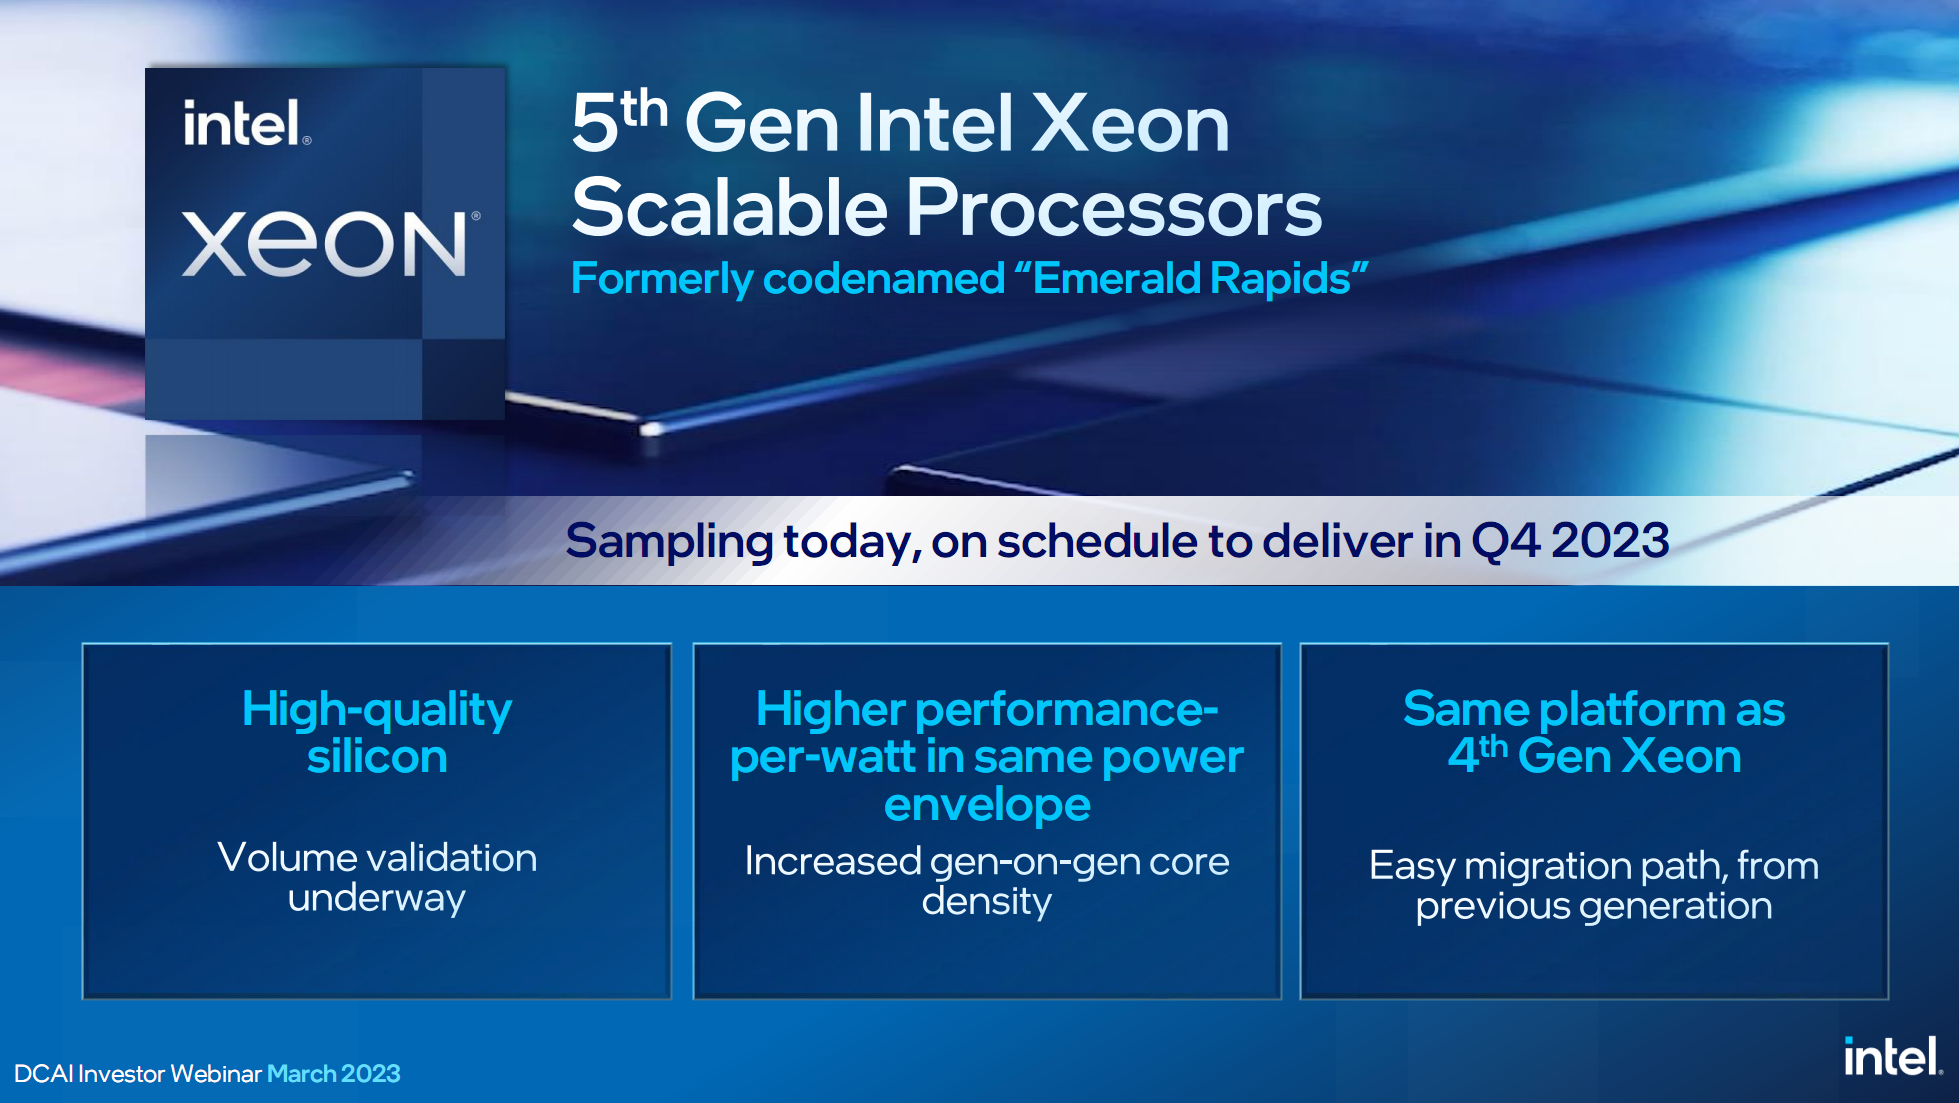 intel®
xeon®
5th Gen Intel Xeon
Scalable Processors
Formerly codenamed “Emerald Rapids”
Sampling today, on schedule to deliver in Q4 2023
High-quality
silicon
Volume validation
underway
Higher performance-
per-watt in same power
envelope
Increased gen-on-gen core
density
Same platform as
4th Gen Xeon
Easy migration path, from
previous generation
DCAI Investor Webinar March 2023
intel®